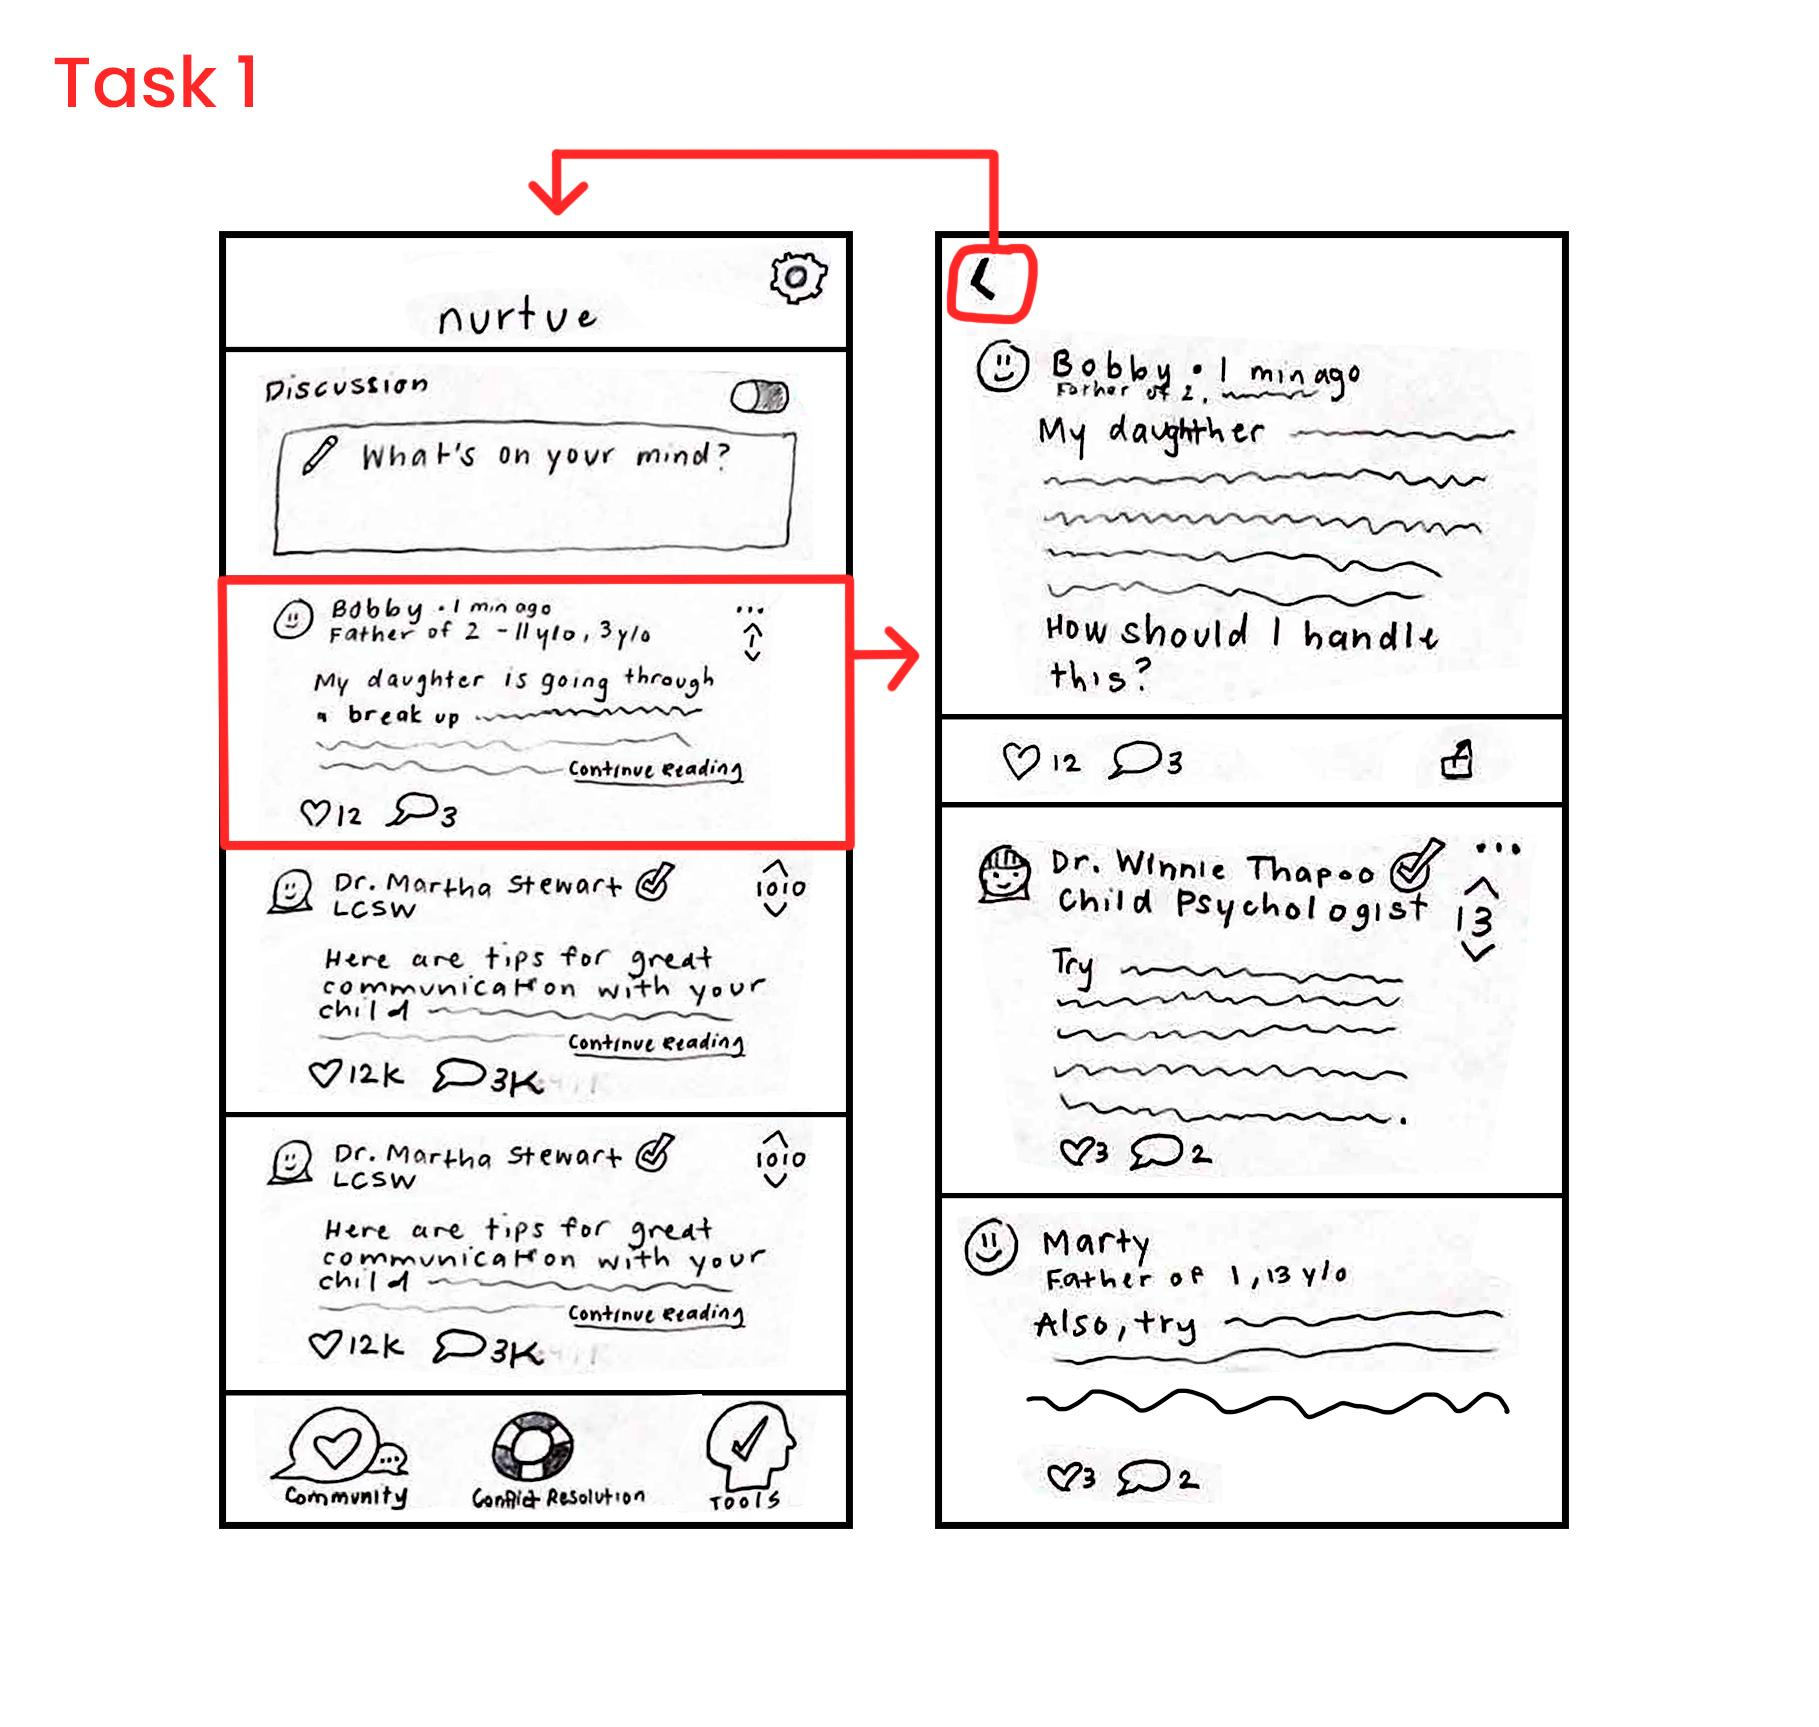 Task 1
nurtue
Discussion
What's on your mind?
Bobby • 1 min ago
Father of 2 - 11 y/o, 3 y/o
...
1
My daughter is going through
a break up
Continue Reading
12 3
Dr. Martha Stewart
LCSW
1010
Here are tips for great
communication with your
child
Continue Reading
12K 3K
Dr. Martha Stewart
LCSW
1010
Here are tips for great
communication with your
child
Continue Reading
12K 3K
Community
Conflict Resolution
Tools
Bobby • 1 min ago
Father of 2,
My daughther
How should I handle
this?
12 3
Dr. Winnie Thapoo
Child Psychologist
...
13
Try
3 2
Marty
Father of 1, 13 y/o
Also, try
3 2